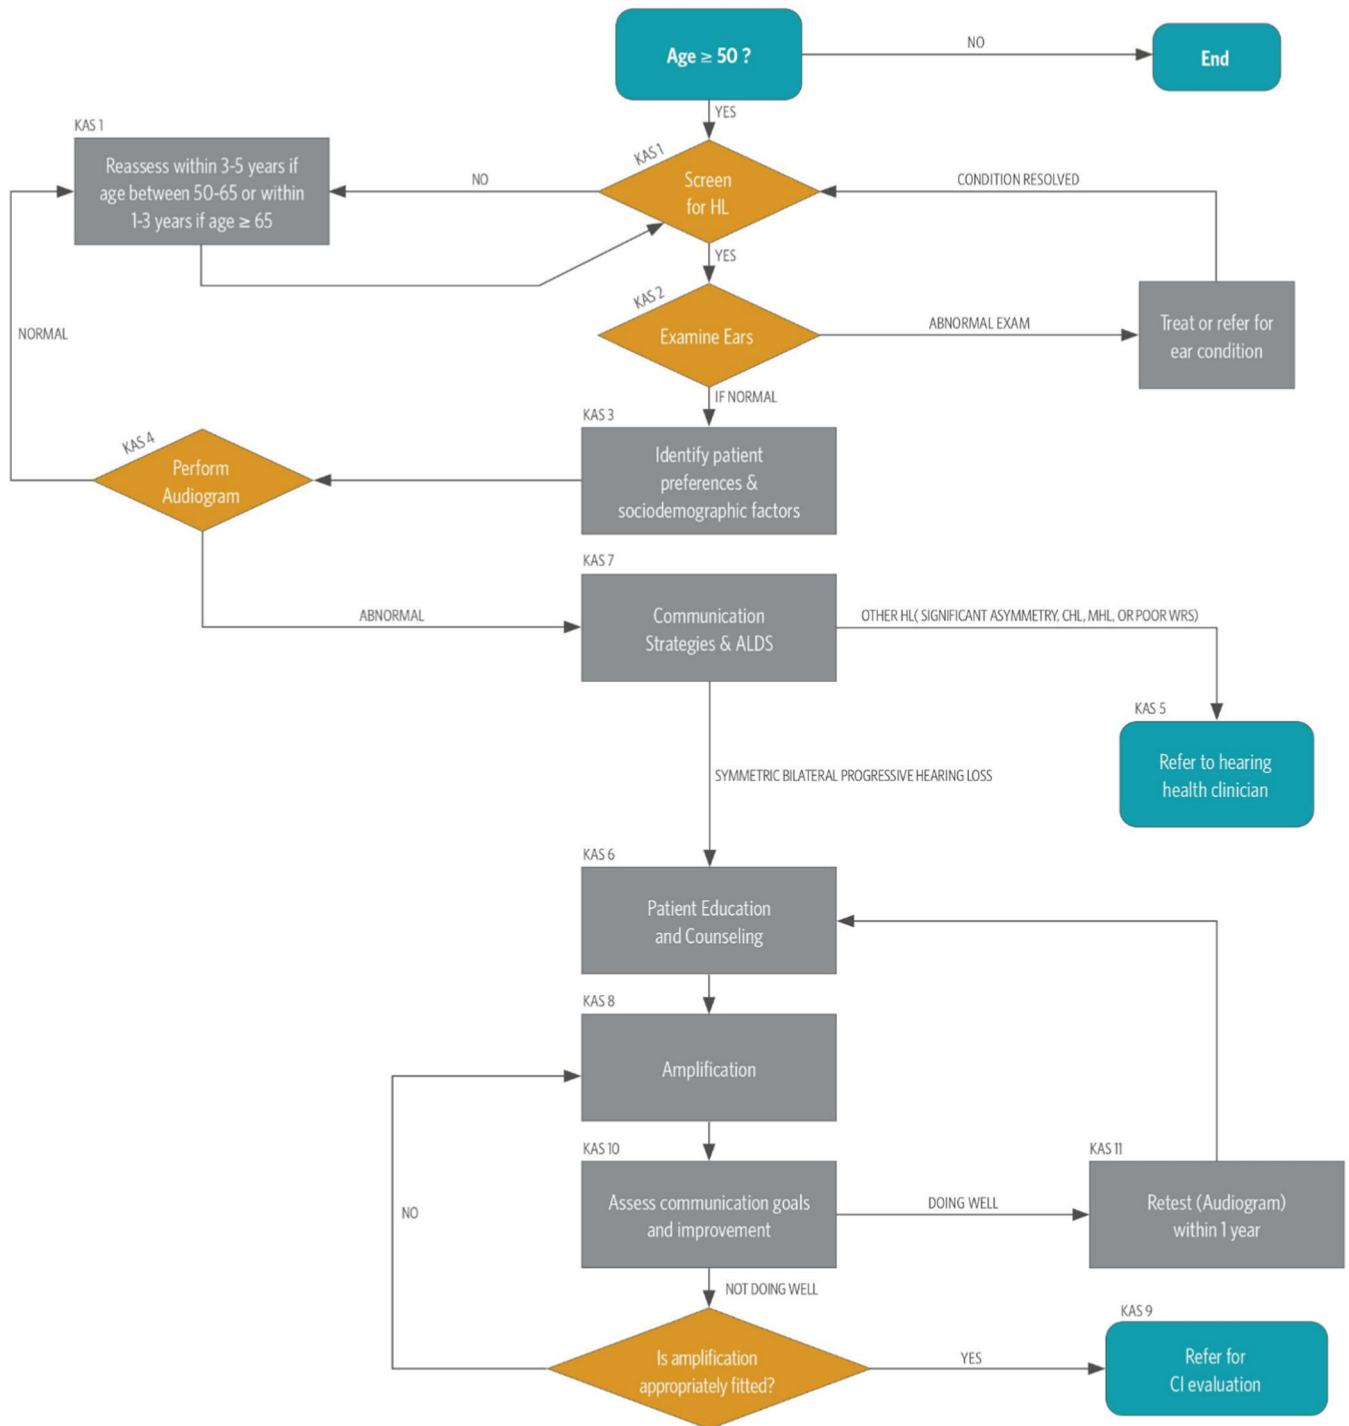 Age ≥ 50 ?
NO
End
YES
KAS 1
Reassess within 3-5 years if
age between 50-65 or within
1-3 years if age ≥ 65
NO
KAS 1
Screen
for HL
CONDITION RESOLVED
YES
NORMAL
KAS 2
Examine Ears
ABNORMAL EXAM
Treat or refer for
ear condition
IF NORMAL
KAS 3
Identify patient
preferences &
sociodemographic factors
KAS 4
Perform
Audiogram
ABNORMAL
KAS 7
Communication
Strategies & ALDS
OTHER HL( SIGNIFICANT ASYMMETRY, CHL, MHL, OR POOR WRS)
KAS 5
Refer to hearing
health clinician
SYMMETRIC BILATERAL PROGRESSIVE HEARING LOSS
KAS 6
Patient Education
and Counseling
KAS 8
Amplification
KAS 10
Assess communication goals
and improvement
DOING WELL
KAS 11
Retest (Audiogram)
within 1 year
NO
NOT DOING WELL
Is amplification
appropriately fitted?
YES
KAS 9
Refer for
CI evaluation